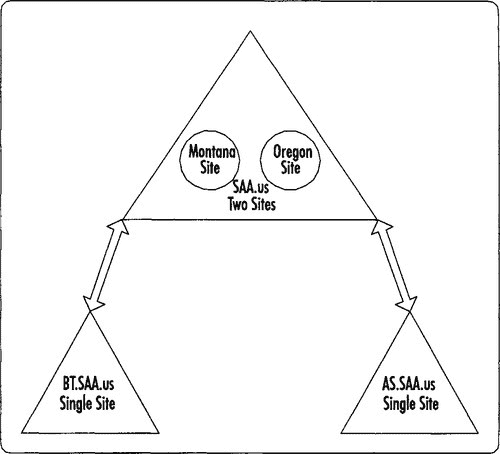 Montana
Site
Oregon
Site
SAA.us
Two Sites
BT.SAA.us
Single Site
AS.SAA.us
Single Site